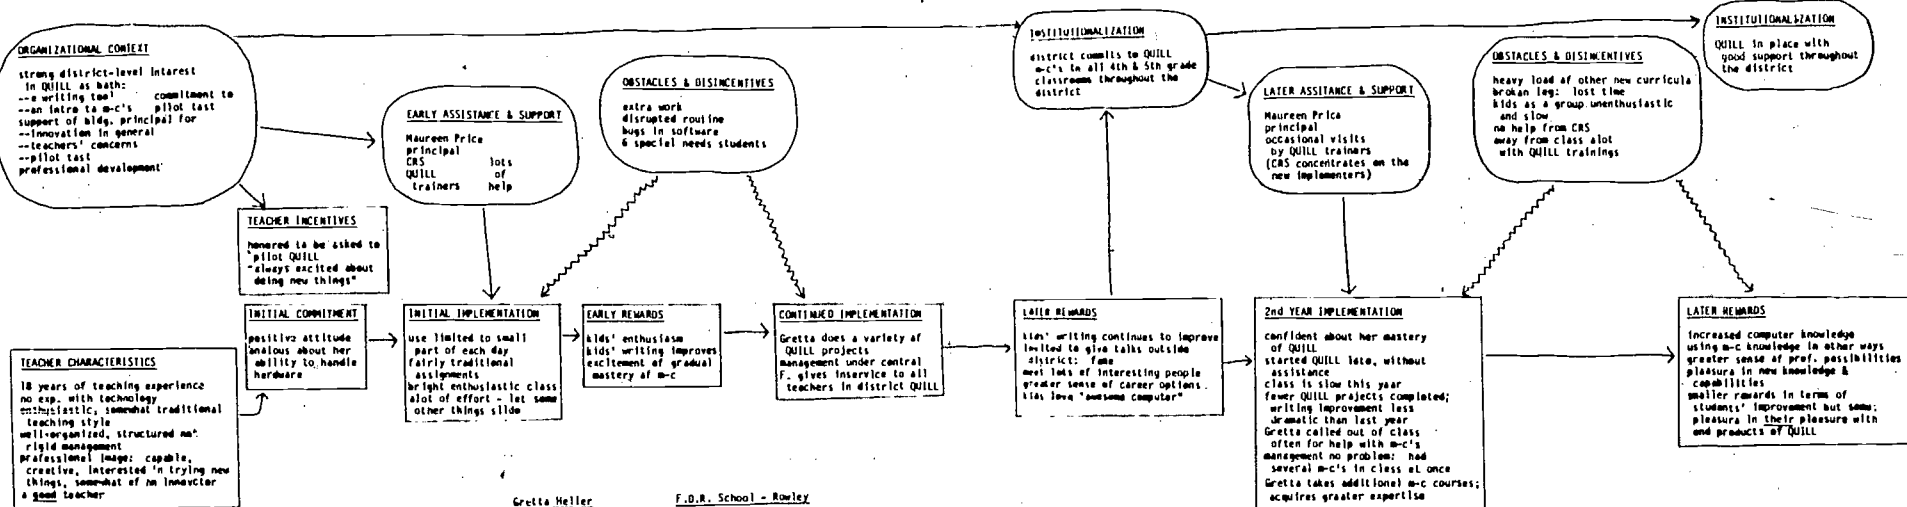 ORGANIZATIONAL CONTEXT
strong district-level interest
in QUILL as both:
--a writing tool commitment to
--an intro to m-c's pilot test
support of bldg. principal for
--innovation in general
--teachers' concerns
--pilot test
professional development
TEACHER INCENTIVES
honored to be asked to
pilot QUILL
"always excited about
doing new things"
INITIAL COMMITMENT
positive attitude
anxious about her
ability to handle
hardware
TEACHER CHARACTERISTICS
18 years of teaching experience
no exp. with technology
enthusiastic, somewhat traditional
teaching style
well-organized, structured not
rigid management
professional image: capable,
creative, interested in trying new
things, somewhat of an innovator
a good teacher
EARLY ASSISTANCE & SUPPORT
Maureen Price
principal
CRS lots
QUILL of
trainers help
INITIAL IMPLEMENTATION
use limited to small
part of each day
fairly traditional
assignments
bright enthusiastic class
alot of effort - let some
other things slide
OBSTACLES & DISINCENTIVES
extra work
disrupted routine
bugs in software
6 special needs students
EARLY REWARDS
kids' enthusiasm
kids' writing improves
excitement of gradual
mastery of m-c
CONTINUED IMPLEMENTATION
Gretta does a variety of
QUILL projects
management under control
F. gives inservice to all
teachers in district QUILL
INSTITUTIONALIZATION
district commits to QUILL
m-c's in all 4th & 5th grade
classrooms throughout the
district
LATER REWARDS
kids' writing continues to improve
invited to give talks outside
district: fame
meet lots of interesting people
greater sense of career options.
kids love "awesome computer"
LATER ASSITANCE & SUPPORT
Maureen Price
principal
occasional visits
by QUILL trainers
(CRS concentrates on the
new implementers)
2nd YEAR IMPLEMENTATION
confident about her mastery
of QUILL
started QUILL late, without
assistance
class is slow this year
fewer QUILL projects completed;
writing improvement less
dramatic than last year
Gretta called out of class
often for help with m-c's
management no problem: had
several m-c's in class at once
Gretta takes additional m-c courses;
acquires greater expertise
OBSTACLES & DISINCENTIVES
heavy load of other new curricula
broken leg: lost time
kids as a group unenthusiastic
and slow
no help from CRS
away from class alot
with QUILL trainings
INSTITUTIONALIZATION
QUILL in place with
good support throughout
the district
LATER REWARDS
increased computer knowledge
using m-c knowledge in other ways
greater sense of prof. possibilities
pleasure in new knowledge &
capabilities
smaller rewards in terms of
students' improvement but some;
pleasure in their pleasure with
end products of QUILL
Gretta Heller F.D.R. School - Rowley